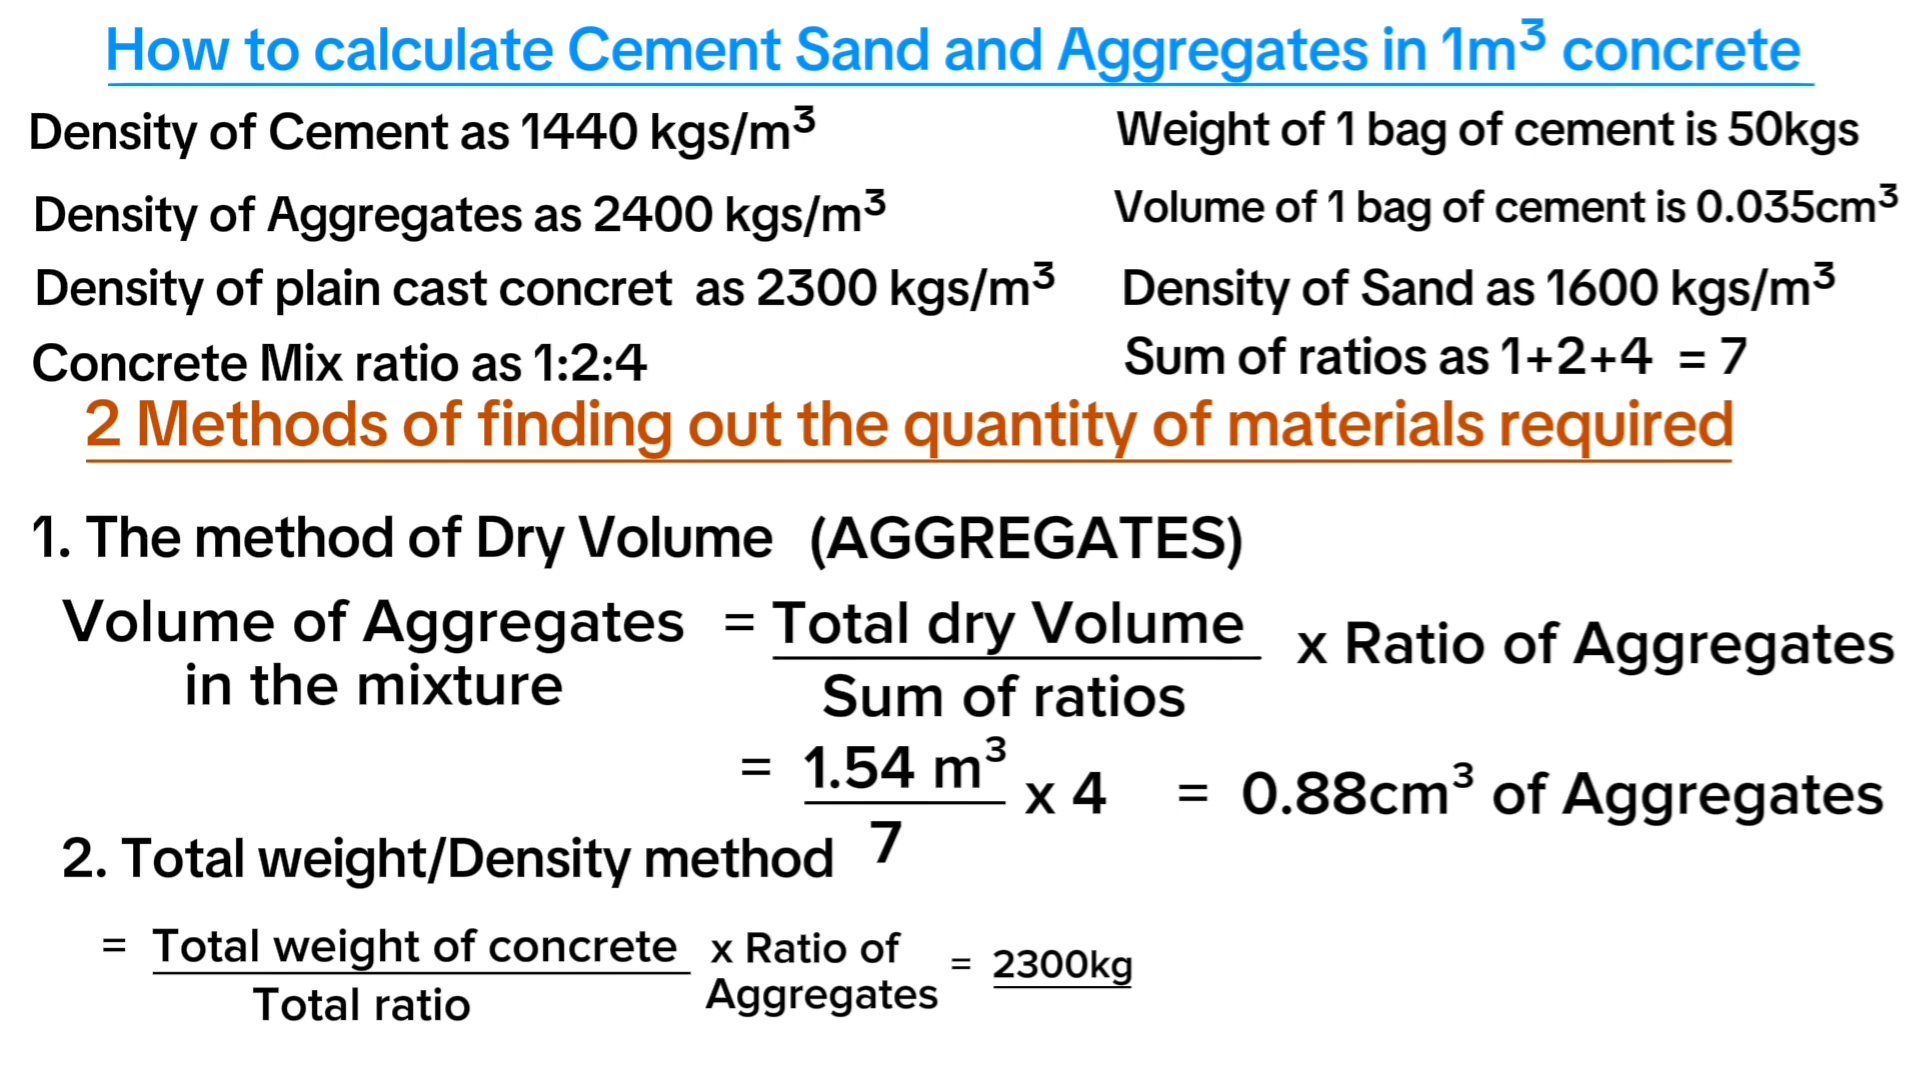 How to calculate Cement Sand and Aggregates in 1m³ concrete
Density of Cement as 1440 kgs/m³
Weight of 1 bag of cement is 50kgs
Density of Aggregates as 2400 kgs/m³
Volume of 1 bag of cement is 0.035cm³
Density of plain cast concret as 2300 kgs/m³
Density of Sand as 1600 kgs/m³
Concrete Mix ratio as 1:2:4
Sum of ratios as 1+2+4 = 7
2 Methods of finding out the quantity of materials required
1. The method of Dry Volume (AGGREGATES)
Volume of Aggregates = Total dry Volume x Ratio of Aggregates
in the mixture
Sum of ratios
= 1.54 m³ x 4 = 0.88cm³ of Aggregates
7
2. Total weight/Density method
= Total weight of concrete x Ratio of = 2300kg
Total ratio Aggregates